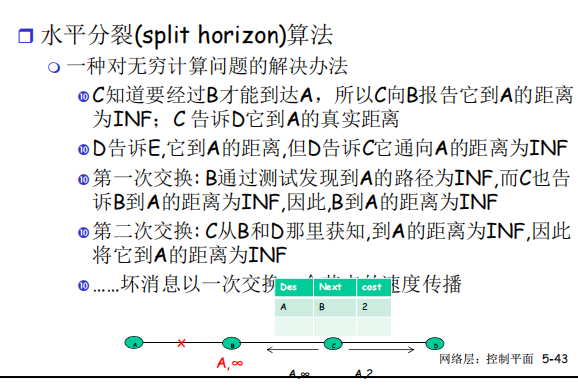 水平分裂(split horizon)算法
一种对无穷计算问题的解决办法
C知道要经过B才能到达A，所以C向B报告它到A的距离
为INF；C 告诉D它到A的真实距离
D告诉E,它到A的距离,但D告诉C它通向A的距离为INF
第一次交换: B通过测试发现到A的路径为INF,而C也告
诉B到A的距离为INF,因此,B到A的距离为INF
第二次交换: C从B和D那里获知,到A的距离为INF,因此
将它到A的距离为INF
……坏消息以一次交换 速度传播
Des Next cost
A B 2
A B C D
A,∞
A,∞ A,2
网络层：控制平面 5-43